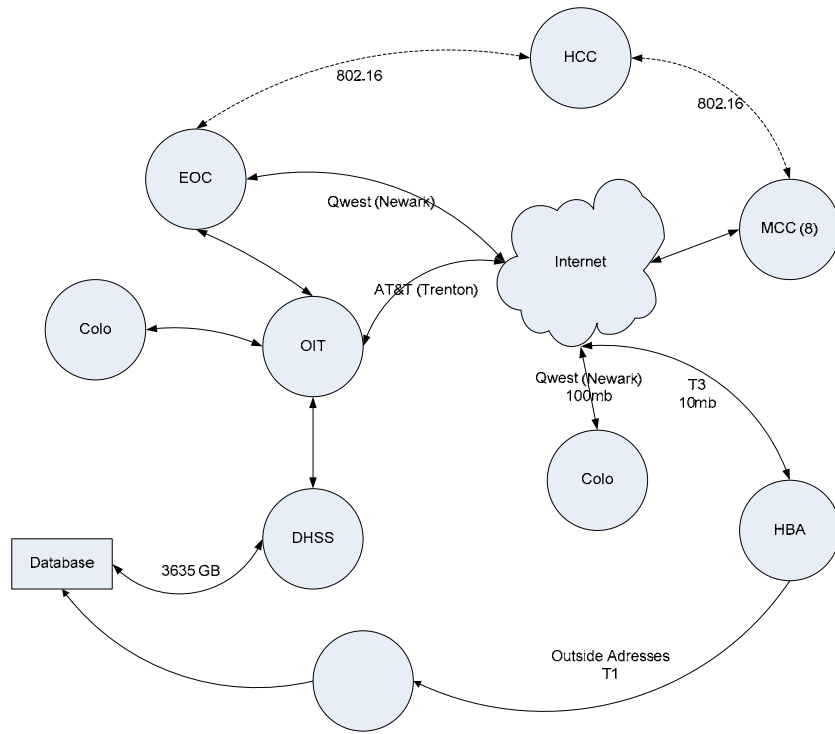 HCC
802.16
802.16
EOC
Qwest (Newark)
MCC (8)
Internet
AT&T (Trenton)
Colo
OIT
Qwest (Newark)
100mb
T3
10mb
Colo
HBA
DHSS
Database
3635 GB
Outside Adresses
T1